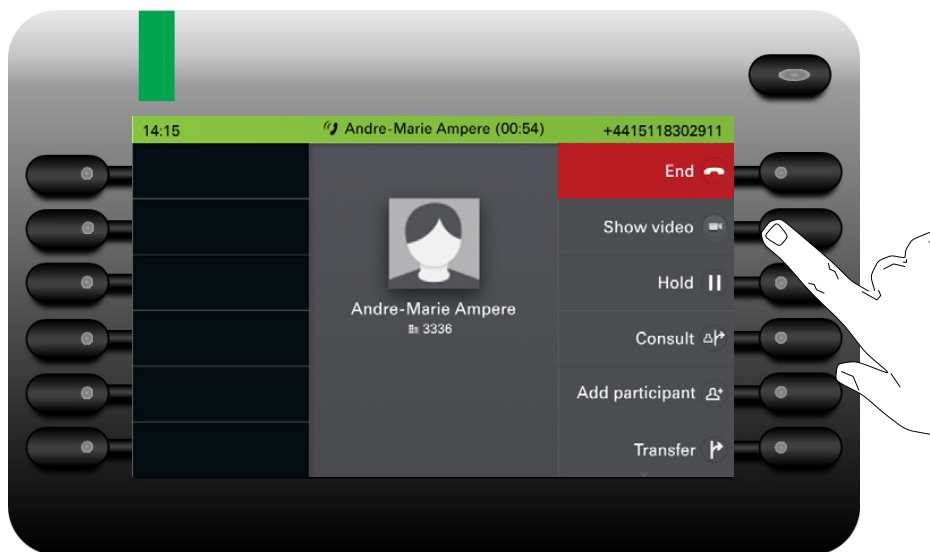 14:15
Andre-Marie Ampere (00:54)
+4415118302911
End
Show video
Hold
Andre-Marie Ampere
3336
Consult
Add participant
Transfer